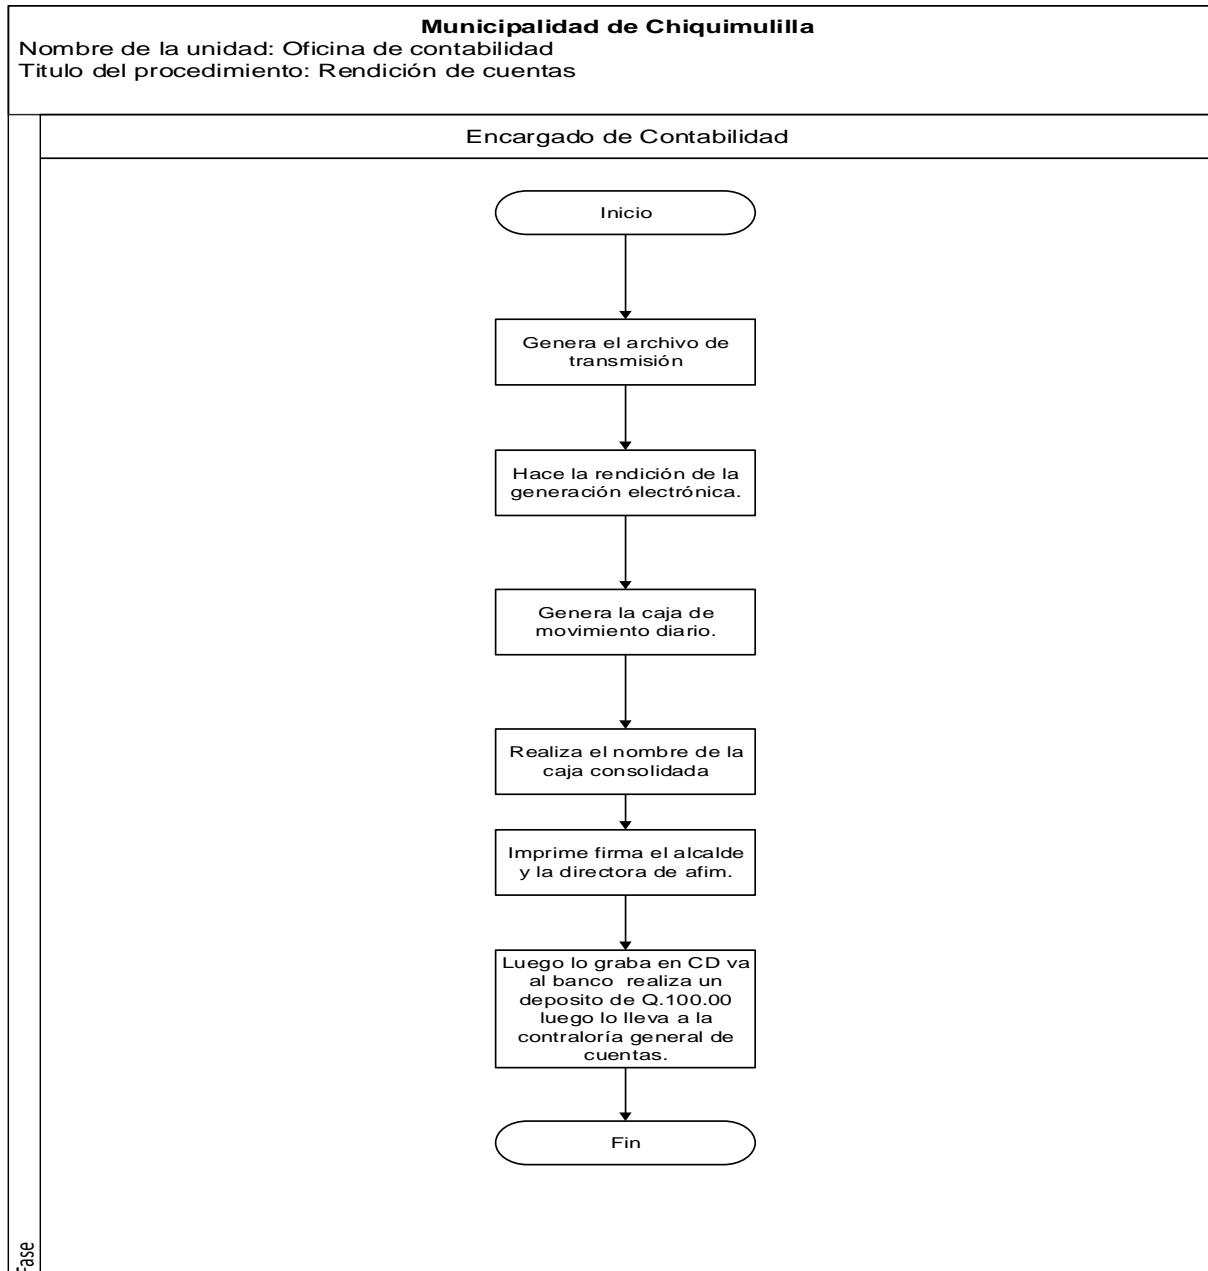 Municipalidad de Chiquimulilla
Nombre de la unidad: Oficina de contabilidad
Titulo del procedimiento: Rendición de cuentas
Encargado de Contabilidad
Inicio
Genera el archivo de
transmisión
Hace la rendición de la
generación electrónica.
Genera la caja de
movimiento diario.
Realiza el nombre de la
caja consolidada
Imprime firma el alcalde
y la directora de afim.
Luego lo graba en CD va
al banco  realiza un
deposito de Q.100.00
luego lo lleva a la
contraloría general de
cuentas.
Fin
Fase